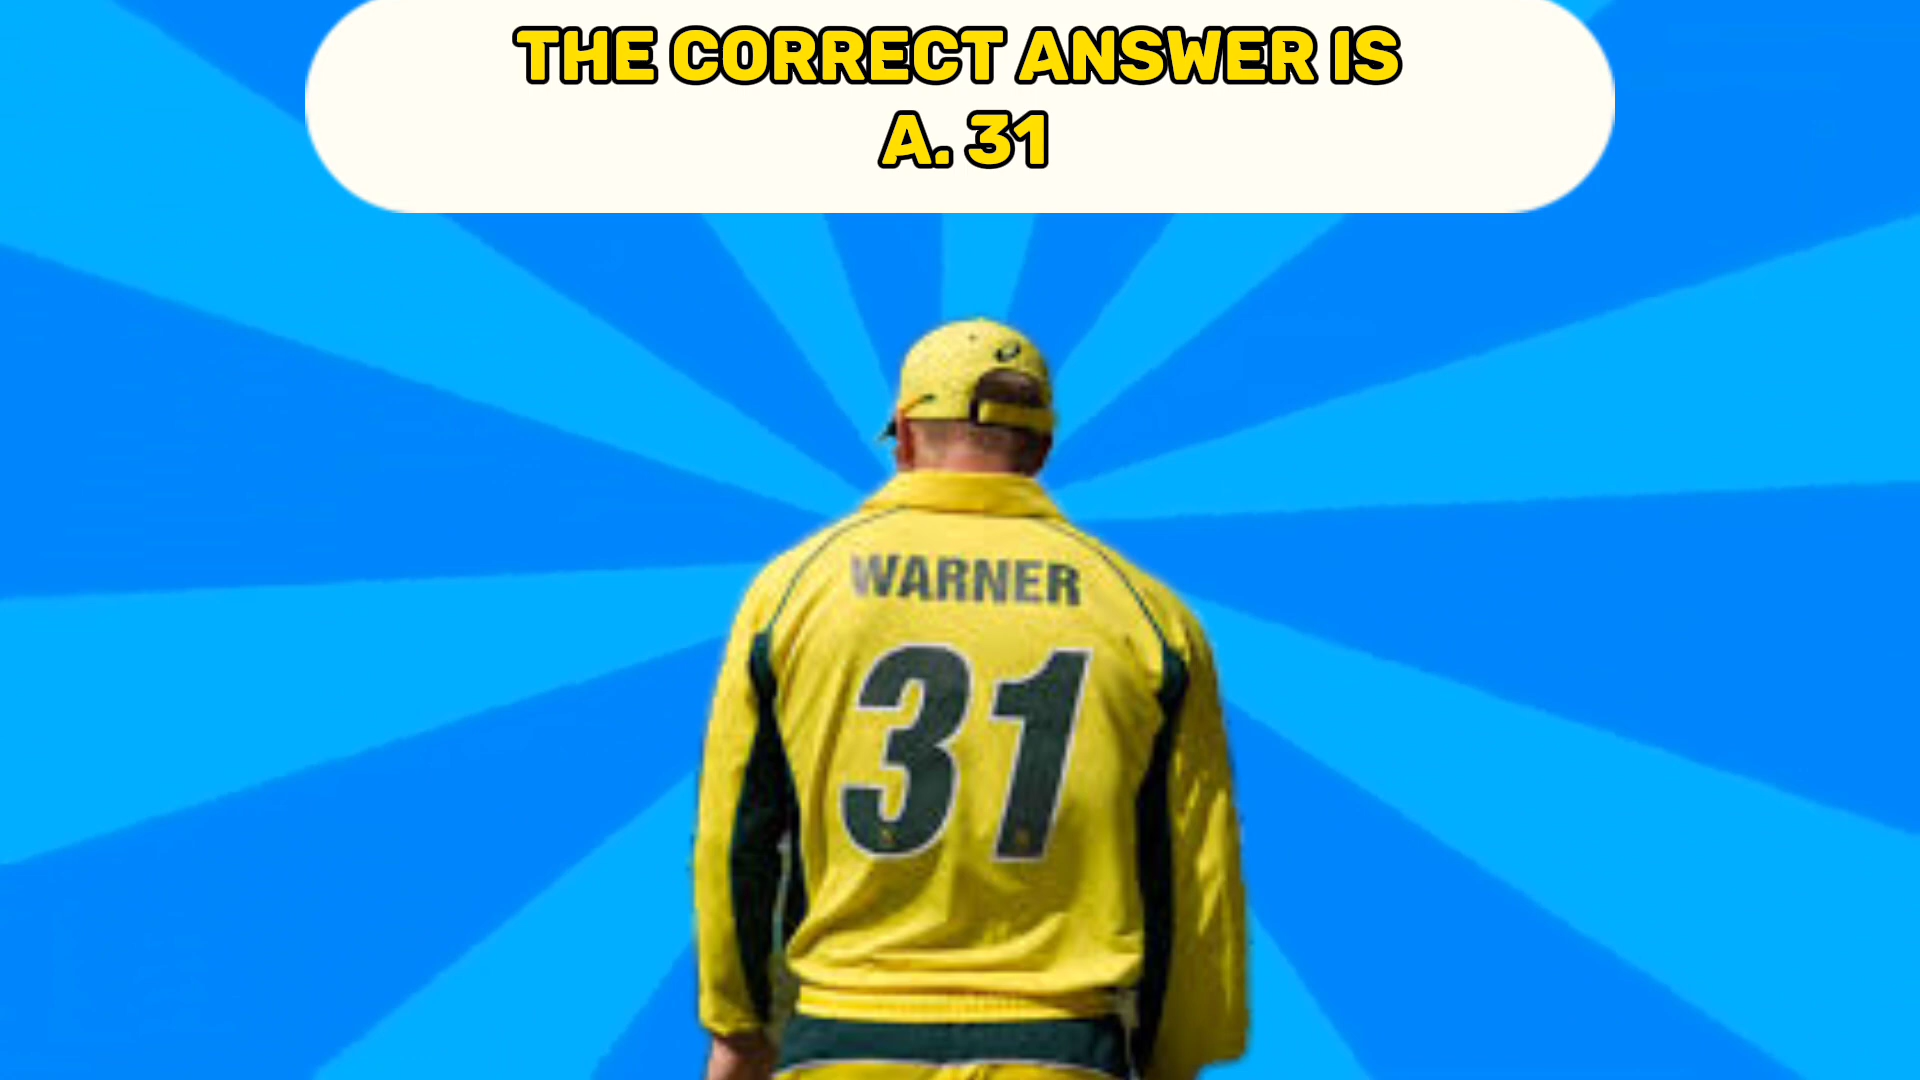 THE CORRECT ANSWER IS
A. 31
WARNER
31